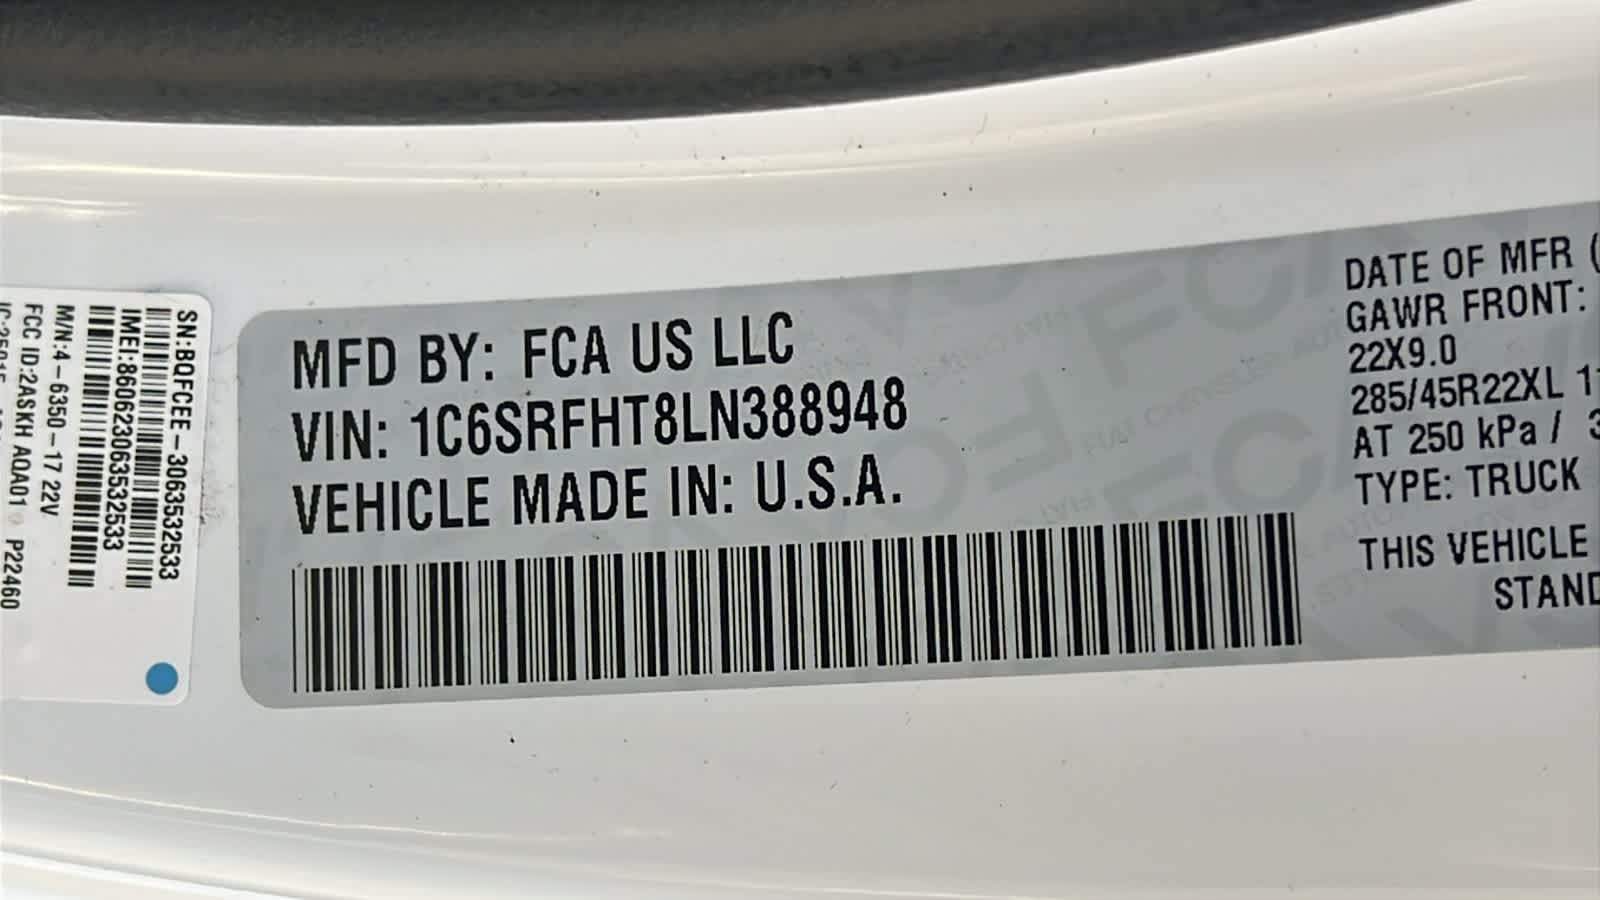 SN:BQFCEE-3063532533
IMEI:860623063532533
M/N:4-6350-17 22V
FCC ID:2ASKH AQA01 P22460
MFD BY: FCA US LLC
VIN: 1C6SRFHT8LN388948
VEHICLE MADE IN: U.S.A.
DATE OF MFR (
GAWR FRONT:
22X9.0
285/45R22XL
AT 250 kPa /
TYPE: TRUCK
THIS VEHICLE
STAND